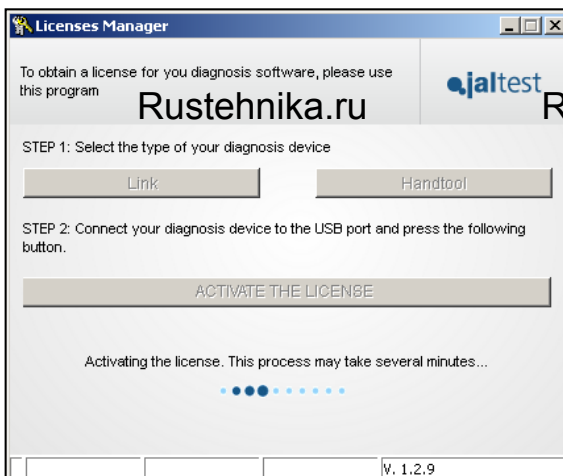 Licenses Manager
To obtain a license for you diagnosis software, please use
this program
jaltest
Rustehnika.ru
R
STEP 1: Select the type of your diagnosis device
Link
Handtool
STEP 2: Connect your diagnosis device to the USB port and press the following
button.
ACTIVATE THE LICENSE
Activating the license. This process may take several minutes...
V. 1.2.9